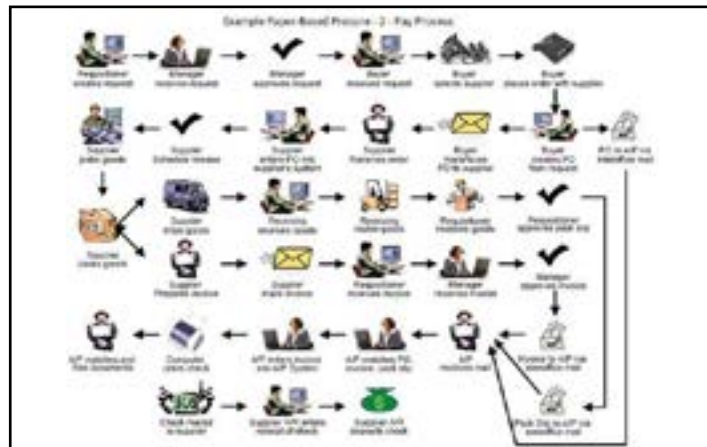 Example Paper-Based Procure - 2 - Pay Process
Requisitioner
creates request
Manager
receives request
Manager
approves request
Buyer
receives request
Buyer
selects supplier
Buyer
places order with supplier
Supplier
picks goods
Supplier
Schedules release
Supplier
enters PO into
supplier's system
Supplier
Receives order
Buyer
mails/faxes
PO to supplier
Buyer
creates PO
from request
PO to A/P via
interoffice mail
Supplier
Supplier
ships goods
Receiving
receives goods
Receiving
routes goods
Requisitioner
receives goods
Requisitioner
approves pack slip
Supplier
Prepares invoice
Supplier
mails invoice
Requisitioner
receives invoice
Manager
receives invoice
Manager
approves invoice
A/P matches and
files documents
Computer
prints check
A/P enters invoice
into A/P System
A/P matches PO,
invoice, pack slip
A/P
receives mail
Invoice to A/P via
interoffice mail
Check mailed
to supplier
Supplier A/R
of check
Supplier A/R
deposits check
Pack Slip to A/P via
interoffice mail